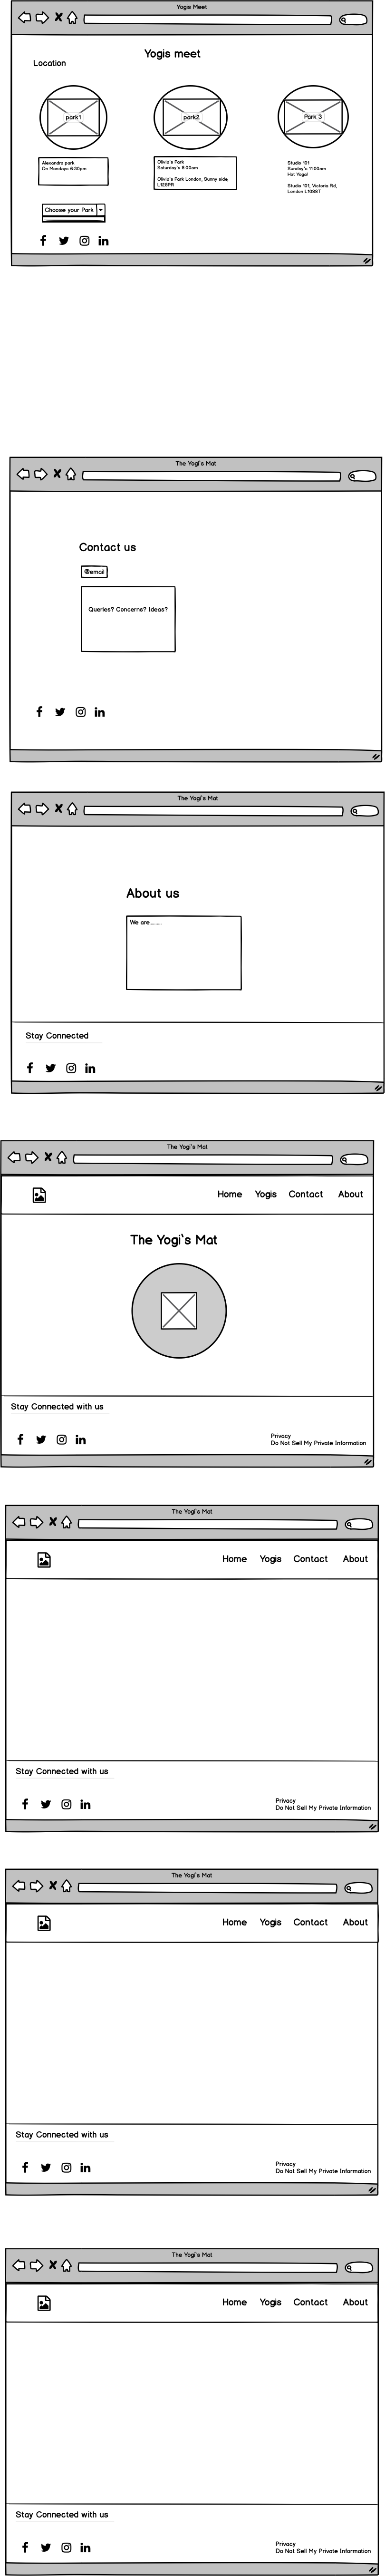 Yogis Meet
Yogis meet
Location
park1
park2
Park 3
Alexandra park
On Mondays 6:30pm
Olivia's Park
Saturday's 8:00am
Olivia's Park London, Sunny side,
L128PR
Studio 101
Sunday's 11:00am
Hot Yoga!
Studio 101, Victoria Rd,
London L108BT
Choose your Park
The Yogi's Mat
Contact us
@email
Queries? Concerns? Ideas?
The Yogi's Mat
About us
We are.........
Stay Connected
The Yogi's Mat
Home Yogis Contact About
The Yogi's Mat
Stay Connected with us
Privacy
Do Not Sell My Private Information
The Yogi's Mat
Home Yogis Contact About
Stay Connected with us
Privacy
Do Not Sell My Private Information
The Yogi's Mat
Home Yogis Contact About
Stay Connected with us
Privacy
Do Not Sell My Private Information
The Yogi's Mat
Home Yogis Contact About
Stay Connected with us
Privacy
Do Not Sell My Private Information